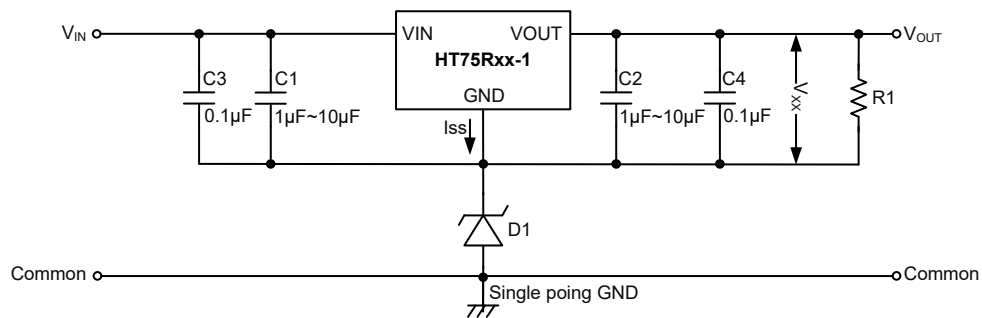 VIN
VIN
VOUT
VOUT
HT75Rxx-1
GND
C3
0.1µF
C1
1µF~10µF
Iss
C2
1µF~10µF
C4
0.1µF
Vxx
R1
D1
Common
Common
Single poing GND